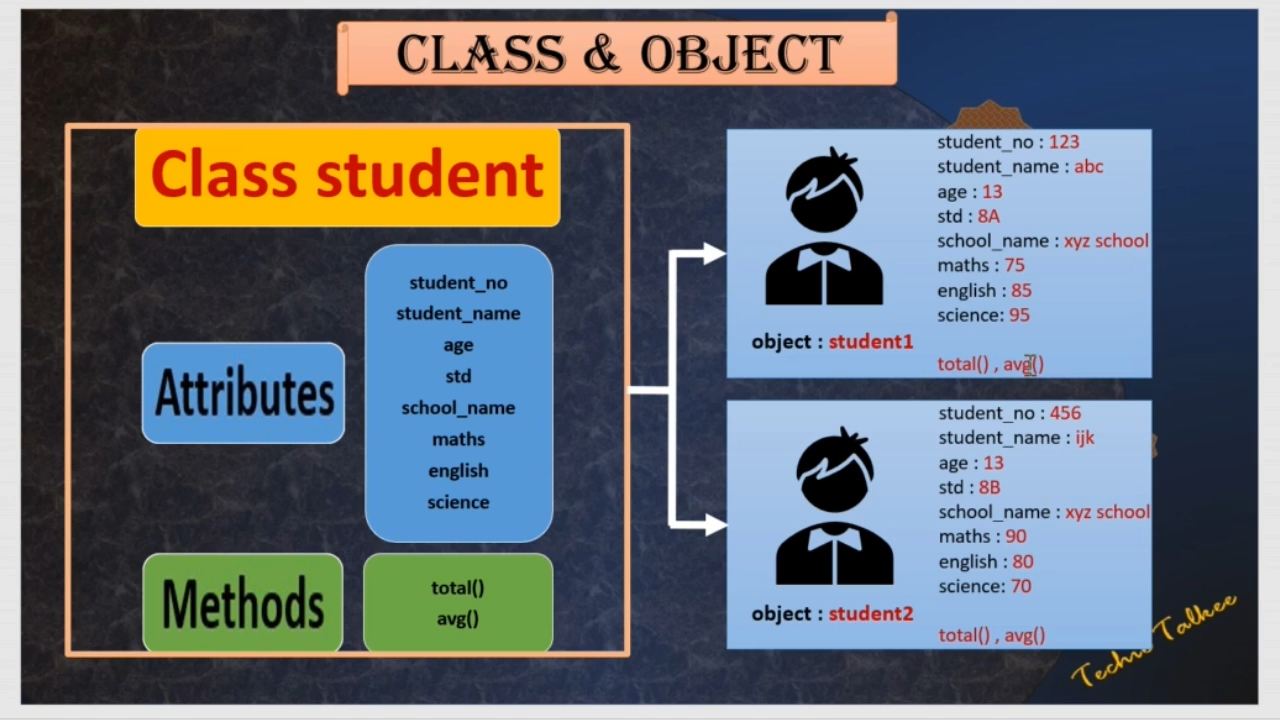 CLASS & OBJECT
Class student
Attributes
student_no
student_name
age
std
school_name
maths
english
science
Methods
total()
avg()
student_no : 123
student_name : abc
age : 13
std : 8A
school_name : xyz school
maths : 75
english : 85
science: 95
object : student1
total() , avg()
student_no : 456
student_name : ijk
age : 13
std : 8B
school_name : xyz school
maths : 90
english : 80
science: 70
object : student2
total() , avg()
Techno Talkee